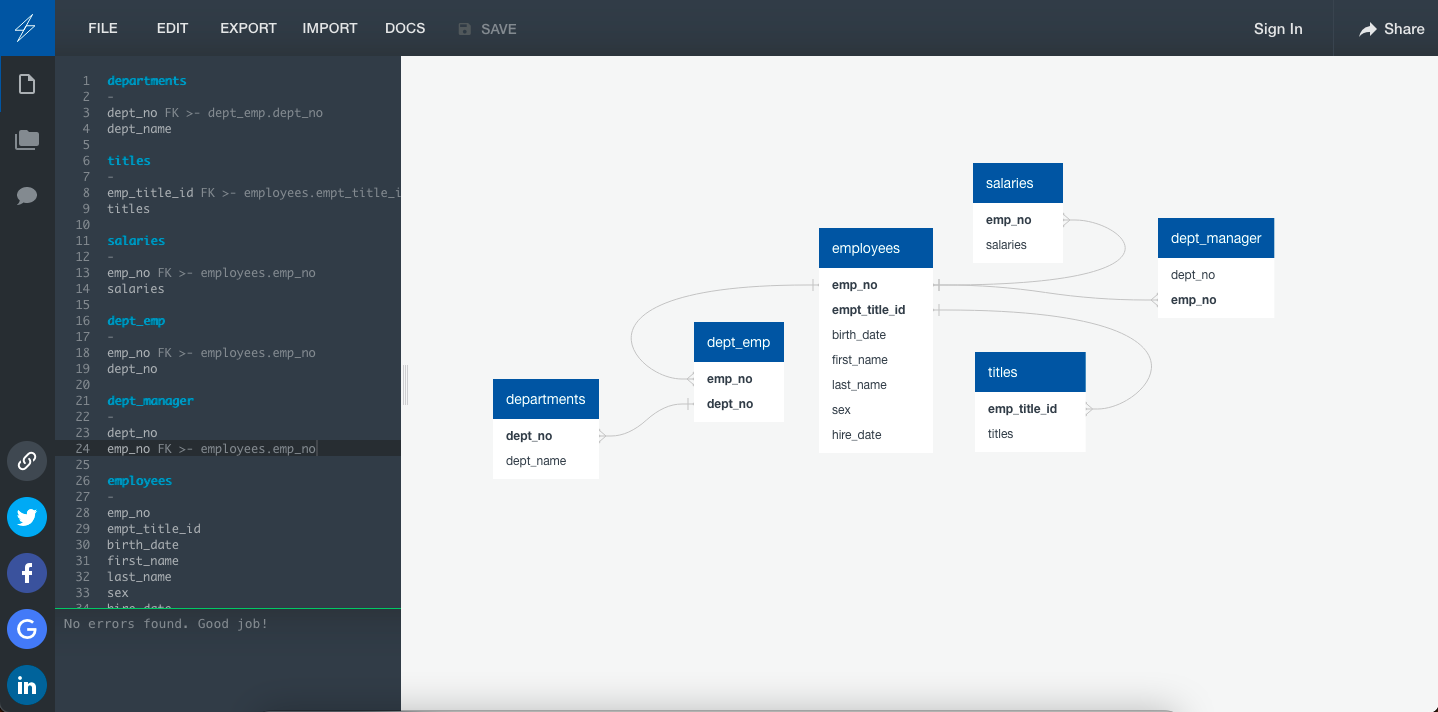 FILE EDIT EXPORT IMPORT DOCS SAVE Sign In Share
1 departments
2 -
3 dept_no FK >- dept_emp.dept_no
4 dept_name
5
6 titles
7 -
8 emp_title_id FK >- employees.empt_title_i
9 titles
10
11 salaries
12 -
13 emp_no FK >- employees.emp_no
14 salaries
15
16 dept_emp
17 -
18 emp_no FK >- employees.emp_no
19 dept_no
20
21 dept_manager
22 -
23 dept_no
24 emp_no FK >- employees.emp_no
25
26 employees
27 -
28 emp_no
29 empt_title_id
30 birth_date
31 first_name
32 last_name
33 sex
34 hire_date
No errors found. Good job!
departments
dept_no
dept_name
dept_emp
emp_no
dept_no
employees
emp_no
empt_title_id
birth_date
first_name
last_name
sex
hire_date
salaries
emp_no
salaries
titles
emp_title_id
titles
dept_manager
dept_no
emp_no
f
G
in